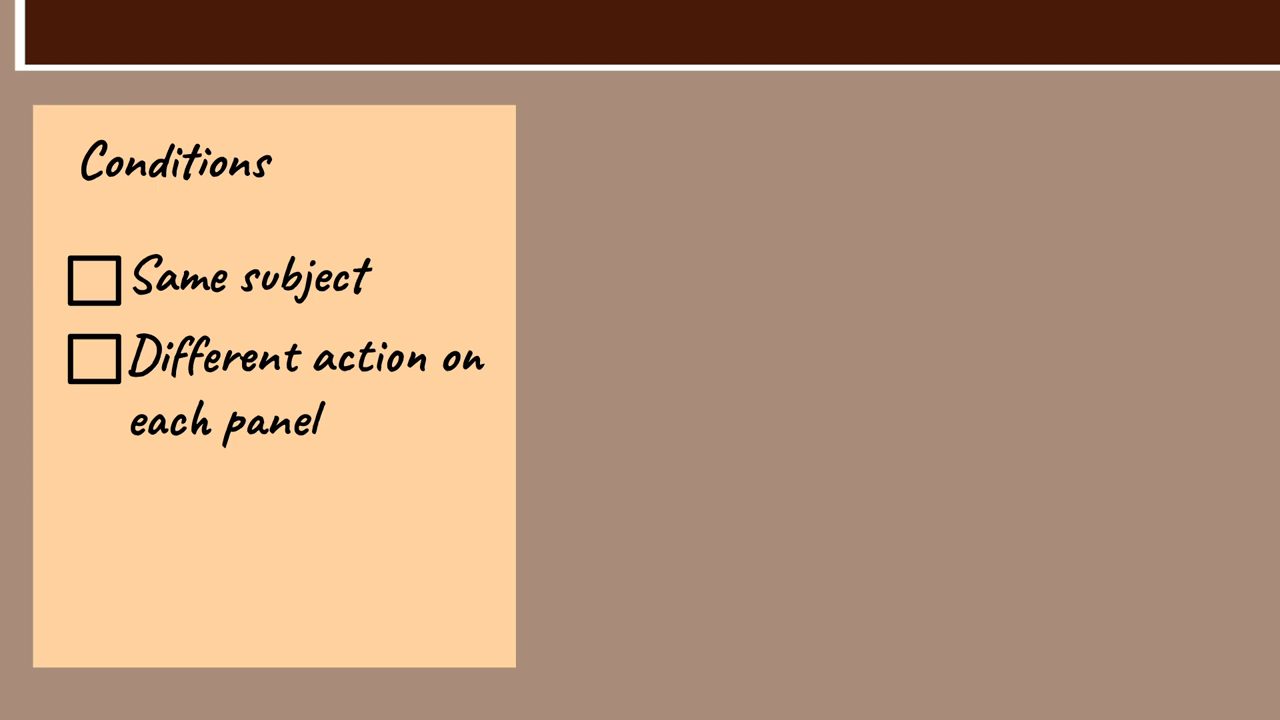 Conditions
Same subject
Different action on
each panel